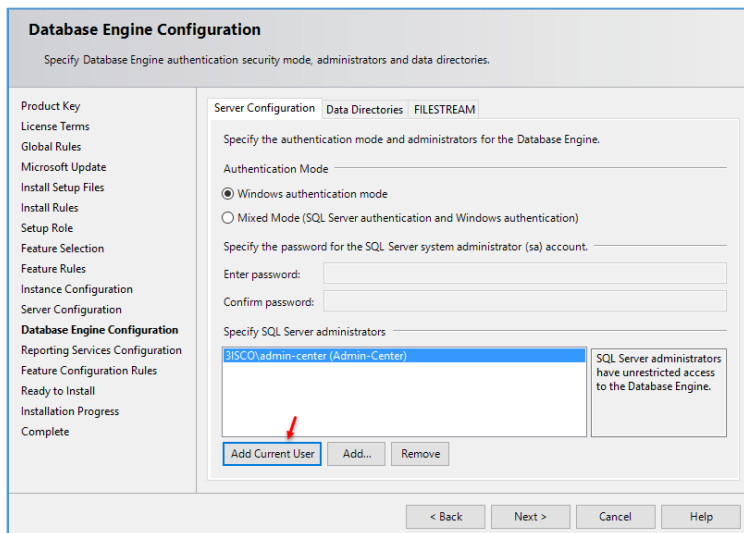 Database Engine Configuration
Specify Database Engine authentication security mode, administrators and data directories.
Product Key
License Terms
Global Rules
Microsoft Update
Install Setup Files
Install Rules
Setup Role
Feature Selection
Feature Rules
Instance Configuration
Server Configuration
Database Engine Configuration
Reporting Services Configuration
Feature Configuration Rules
Ready to Install
Installation Progress
Complete
Server Configuration Data Directories FILESTREAM
Specify the authentication mode and administrators for the Database Engine.
Authentication Mode
Windows authentication mode
Mixed Mode (SQL Server authentication and Windows authentication)
Specify the password for the SQL Server system administrator (sa) account.
Enter password:
Confirm password:
Specify SQL Server administrators
3ISCO\admin-center (Admin-Center)
SQL Server administrators
have unrestricted access
to the Database Engine.
Add Current User Add... Remove
< Back Next > Cancel Help